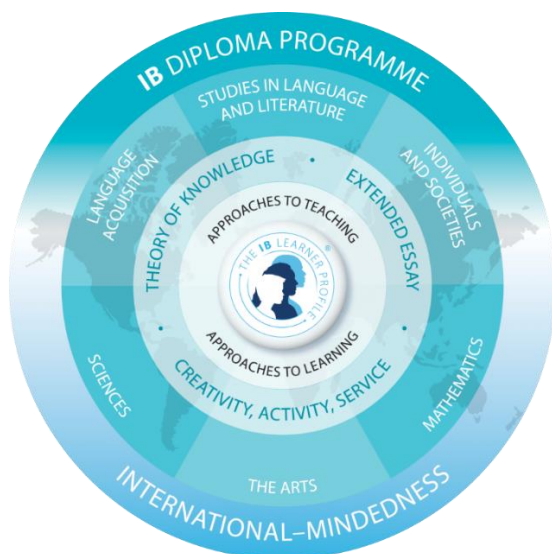 IB DIPLOMA PROGRAMME
STUDIES IN LANGUAGE
AND LITERATURE
LANGUAGE
ACQUISITION
INDIVIDUALS
AND SOCIETIES
THEORY OF KNOWLEDGE
•
EXTENDED ESSAY
•
APPROACHES TO TEACHING
THE IB LEARNER PROFILE
®
APPROACHES TO LEARNING
•
CREATIVITY, ACTIVITY, SERVICE
SCIENCES
MATHEMATICS
THE ARTS
INTERNATIONAL–MINDEDNESS